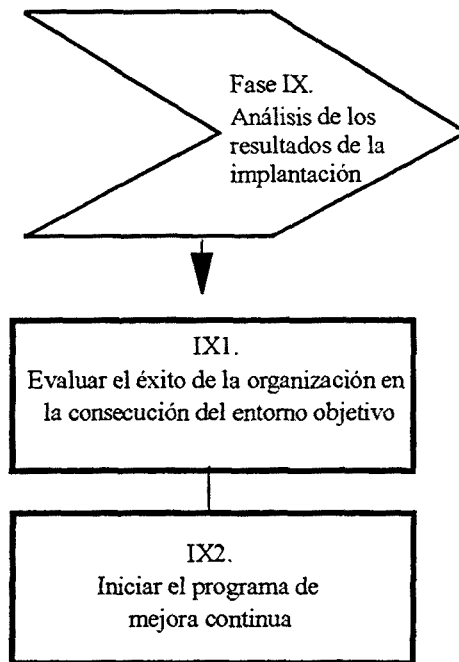 Fase IX.
Análisis de los
resultados de la
implantación
IX1.
Evaluar el éxito de la organización en
la consecución del entorno objetivo
IX2.
Iniciar el programa de
mejora continua